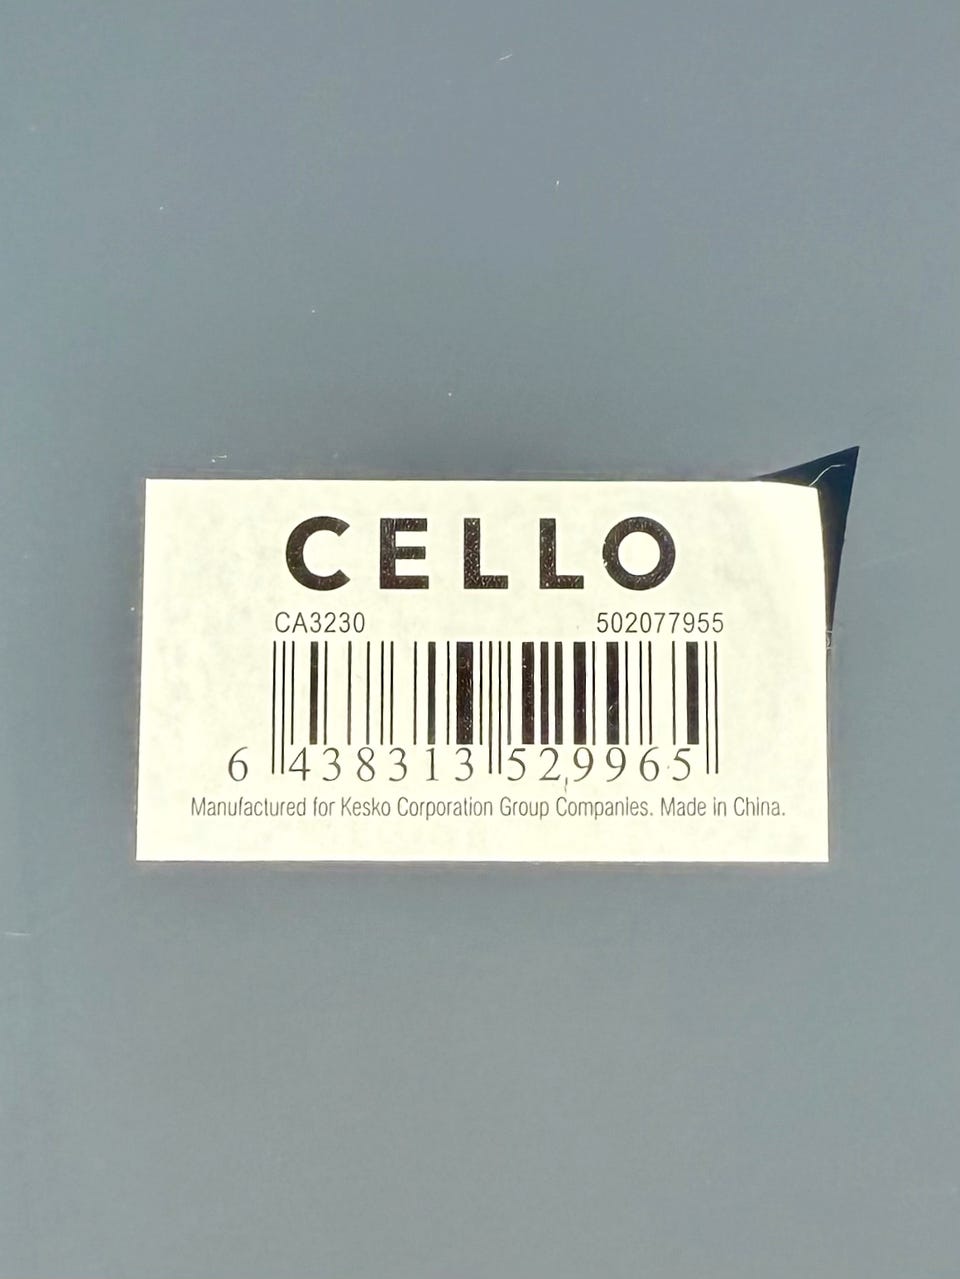 CELLO
CA3230 502077955
6 438313 529965
Manufactured for Kesko Corporation Group Companies. Made in China.